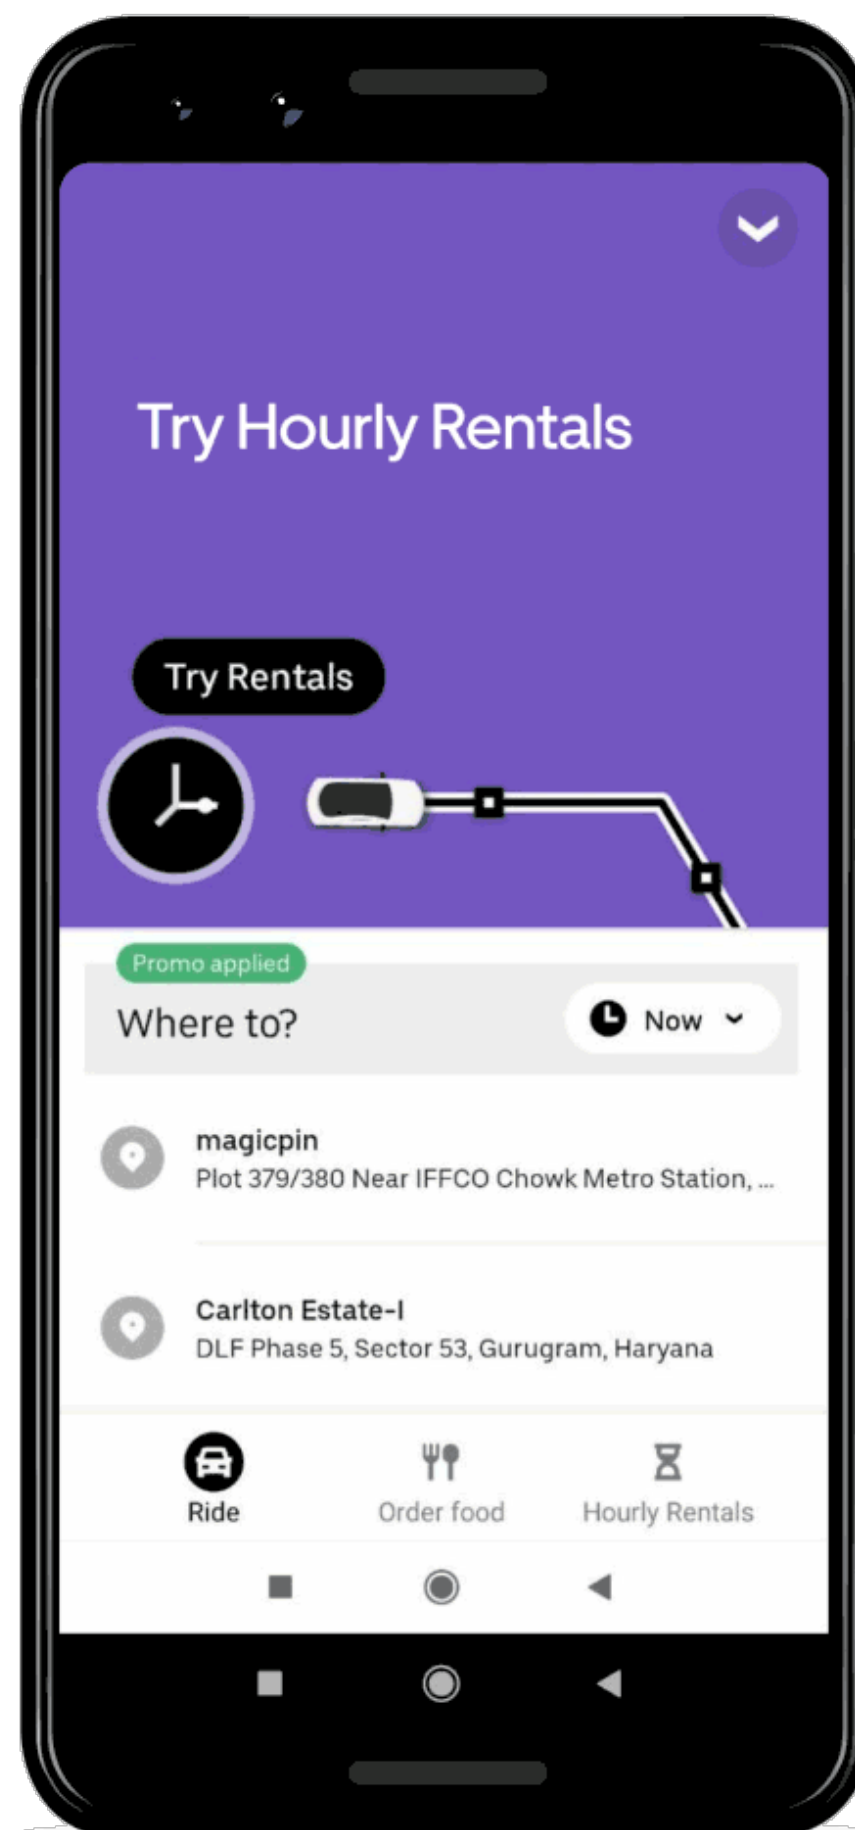 Try Hourly Rentals
Try Rentals
Promo applied
Where to?
Now
magicpin
Plot 379/380 Near IFFCO Chowk Metro Station, ...
Carlton Estate-I
DLF Phase 5, Sector 53, Gurugram, Haryana
Ride
Order food
Hourly Rentals